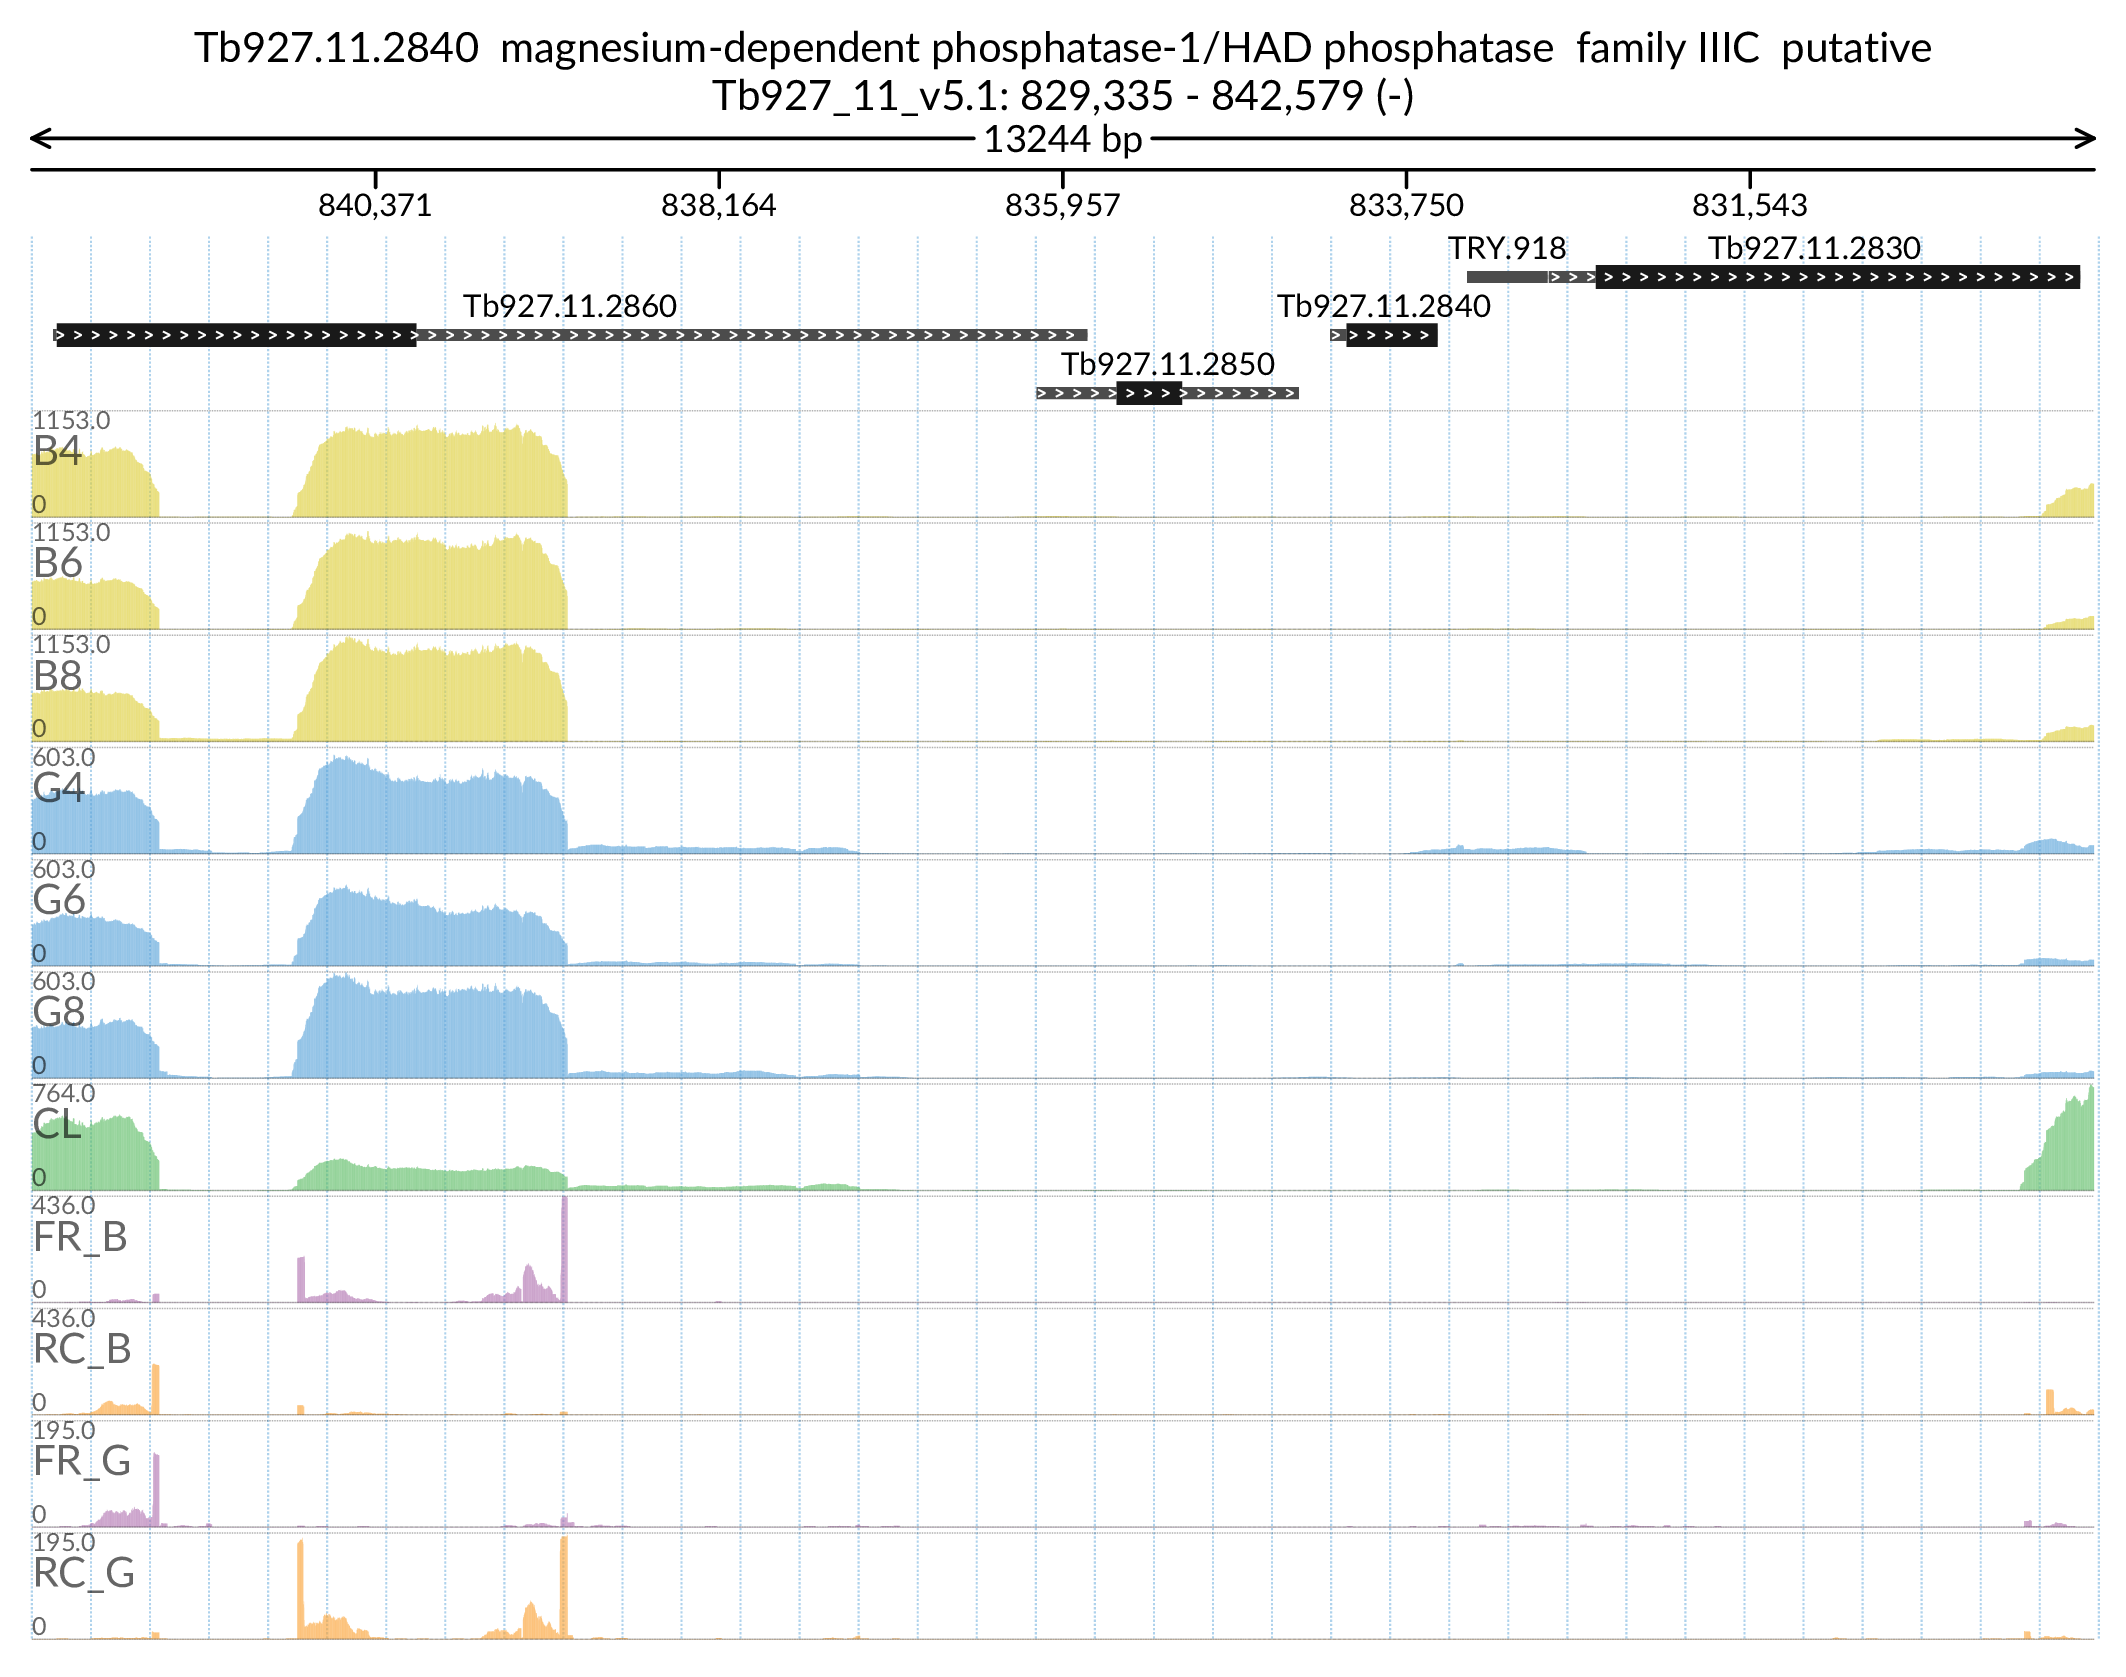 Tb927.11.2840  magnesium-dependent phosphatase-1/HAD phosphatase  family IIIC  putative
Tb927_11_v5.1: 829,335 - 842,579 (-)
13244 bp
840,371 838,164 835,957 833,750 831,543
TRY.918 Tb927.11.2830
Tb927.11.2860 Tb927.11.2840
Tb927.11.2850
1153.0
B4
0
1153.0
B6
0
1153.0
B8
0
603.0
G4
0
603.0
G6
0
603.0
G8
0
764.0
CL
0
436.0
FR_B
0
436.0
RC_B
0
195.0
FR_G
0
195.0
RC_G
0